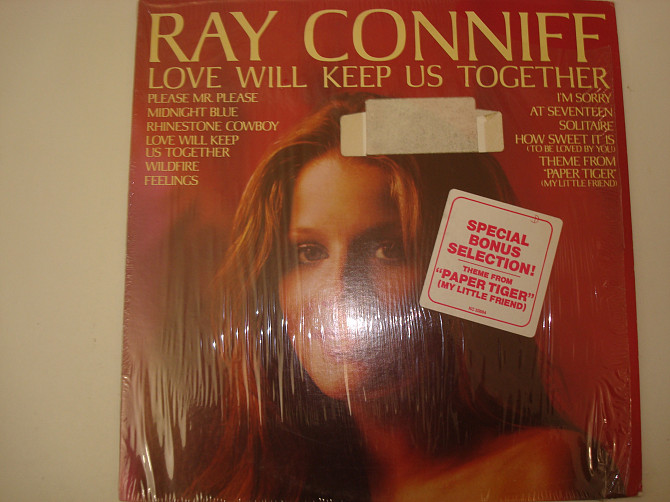 RAY CONNIFF
LOVE WILL KEEP US TOGETHER
PLEASE MR. PLEASE
MIDNIGHT BLUE
RHINESTONE COWBOY
LOVE WILL KEEP
US TOGETHER
WILDFIRE
FEELINGS
I'M SORRY
AT SEVENTEEN
SOLITAIRE
HOW SWEET IT IS
(TO BE LOVED BY YOU)
THEME FROM
"PAPER TIGER"
(MY LITTLE FRIEND)
SPECIAL
BONUS
SELECTION!
THEME FROM
"PAPER TIGER"
(MY LITTLE FRIEND)